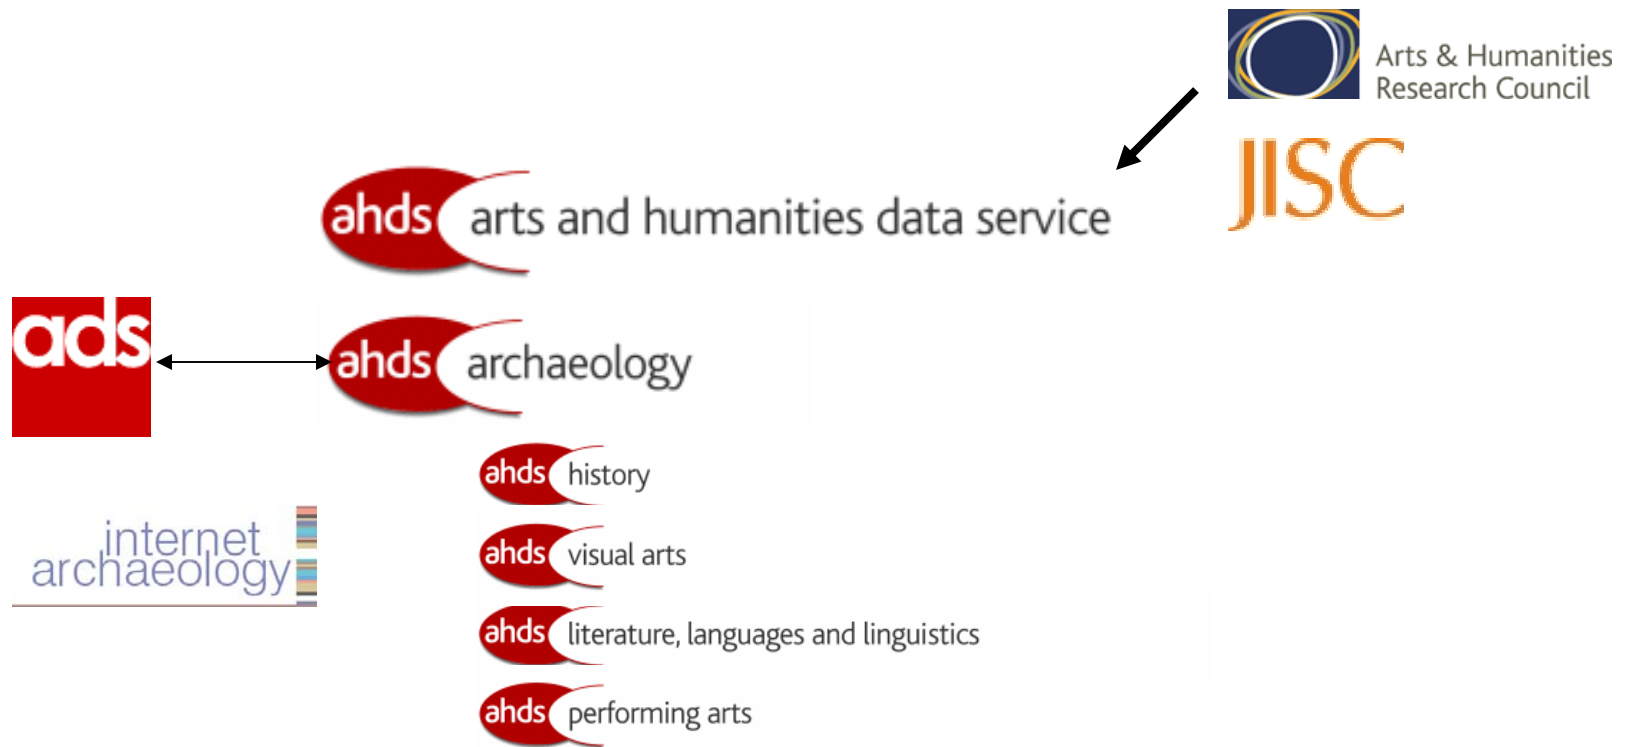 Arts & Humanities
Research Council
JISC
ahds arts and humanities data service
ads
ahds archaeology
ahds history
internet
archaeology
ahds visual arts
ahds literature, languages and linguistics
ahds performing arts